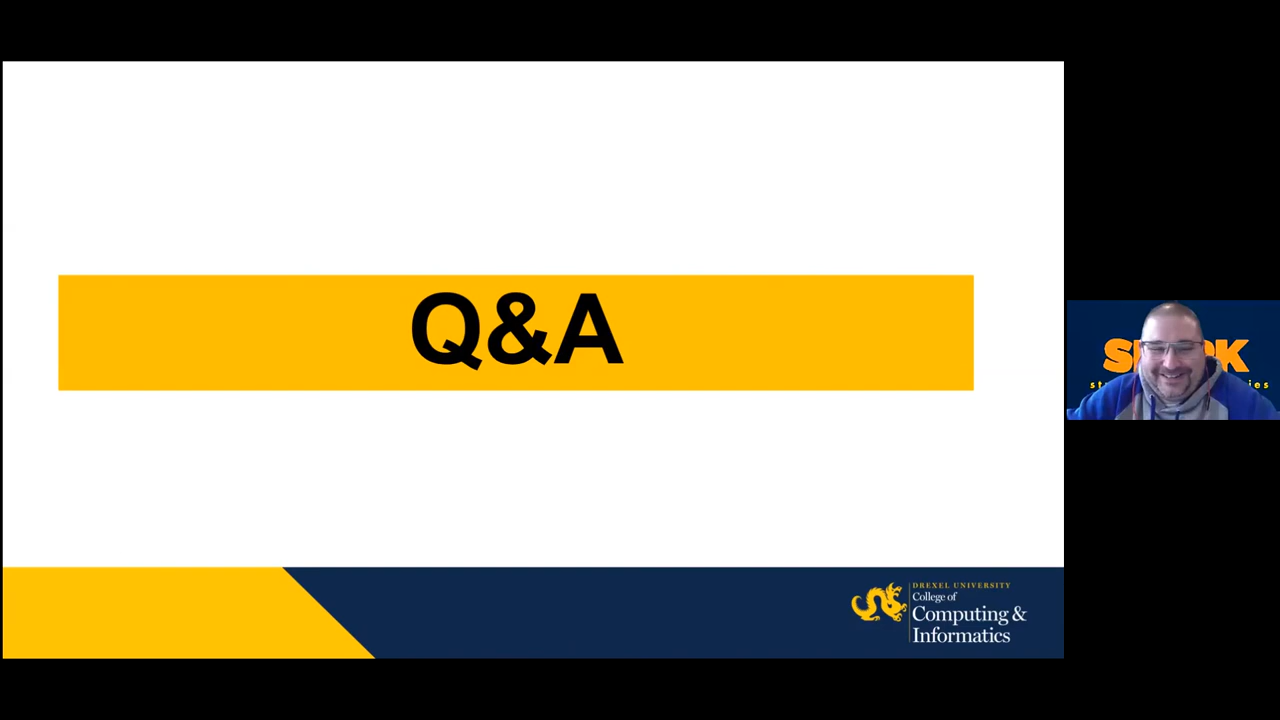 Q&A
DREXEL UNIVERSITY
College of
Computing &
Informatics